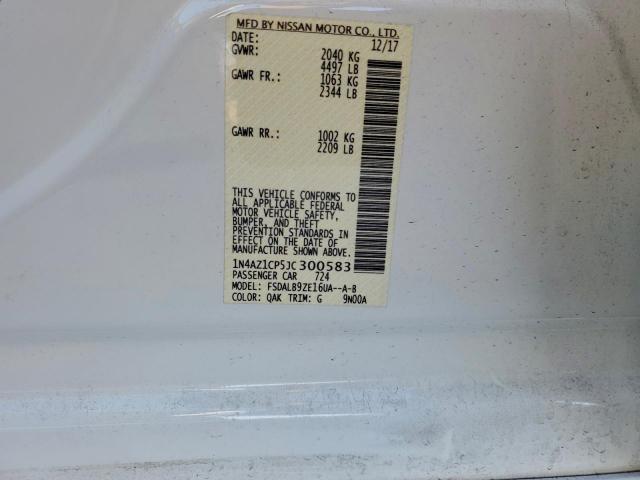 MFD BY NISSAN MOTOR CO., LTD.
DATE: 12/17
GVWR: 2040 KG
4497 LB
GAWR FR.: 1063 KG
2344 LB
GAWR RR.: 1002 KG
2209 LB
THIS VEHICLE CONFORMS TO
ALL APPLICABLE FEDERAL
MOTOR VEHICLE SAFETY,
BUMPER, AND THEFT
PREVENTION STANDARDS IN
EFFECT ON THE DATE OF
MANUFACTURE SHOWN ABOVE.
1N4AZ1CP5JC300583
PASSENGER CAR 724
MODEL: FSDALB9ZE16UA--A-B
COLOR: QAK TRIM: G 9N00A